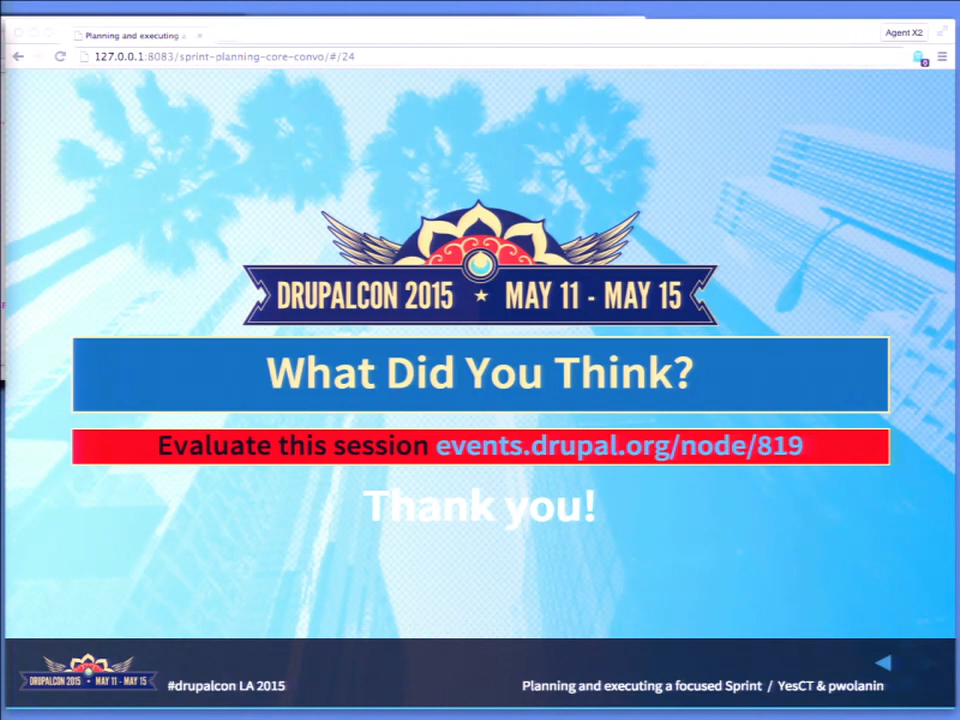 Planning and executing a
Agent X2
127.0.0.1:8083/sprint-planning-core-convo/#/24
DRUPALCON 2015 ★ MAY 11 - MAY 15
What Did You Think?
Evaluate this session events.drupal.org/node/819
Thank you!
DRUPALCON 2015 • MAY 11 - MAY 15
#drupalcon LA 2015
Planning and executing a focused Sprint / YesCT & pwolanin